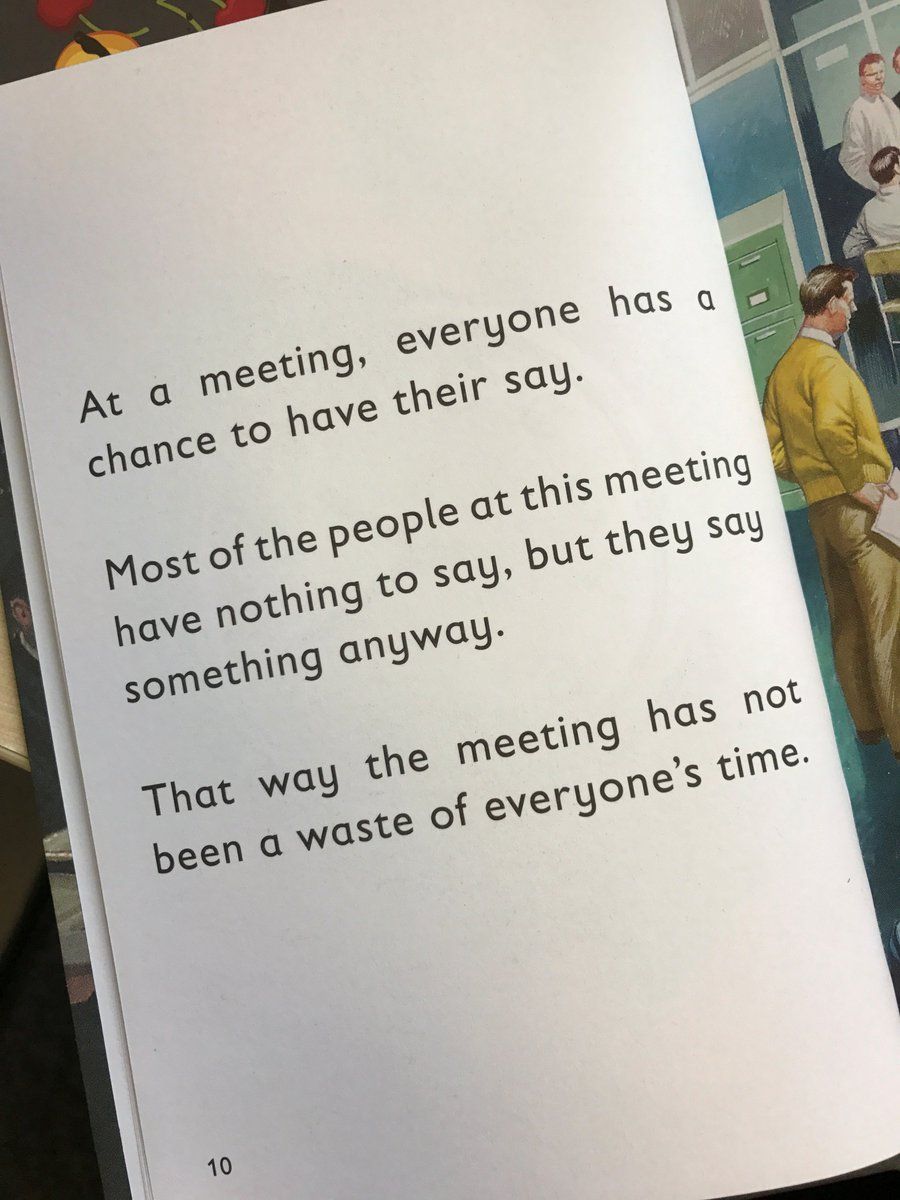 At a meeting, everyone has a
chance to have their say.
Most of the people at this meeting
have nothing to say, but they say
something anyway.
That way the meeting has not
been a waste of everyone's time.
10